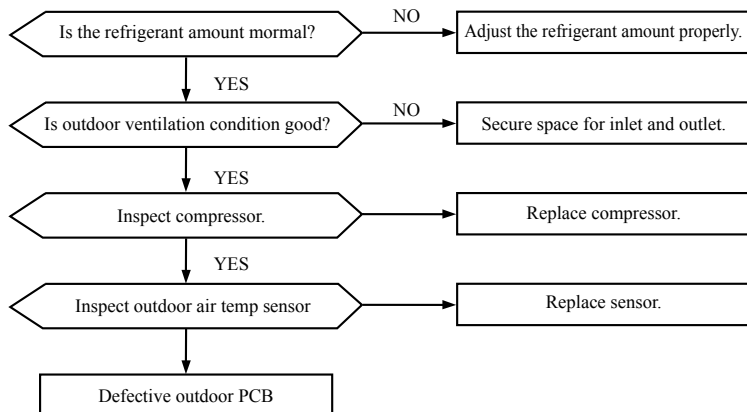 Is the refrigerant amount mormal?
NO
Adjust the refrigerant amount properly.
YES
Is outdoor ventilation condition good?
NO
Secure space for inlet and outlet.
YES
Inspect compressor.
Replace compressor.
YES
Inspect outdoor air temp sensor
Replace sensor.
Defective outdoor PCB